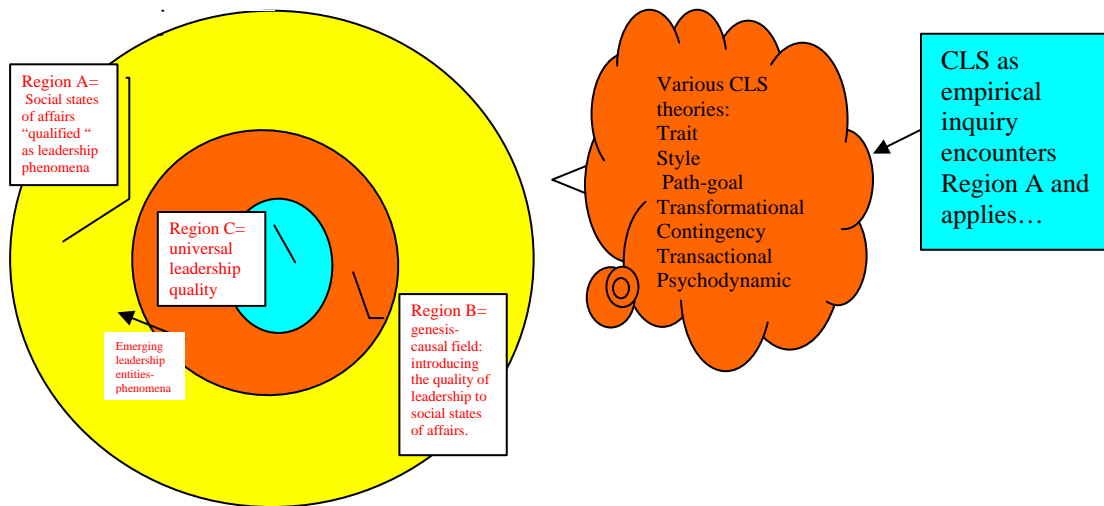 Region A=
Social states
of affairs
“qualified “
as leadership
phenomena
Region C=
universal
leadership
quality
Emerging
leadership
entities-
phenomena
Region B=
genesis-
causal field:
introducing
the quality of
leadership to
social states
of affairs.
Various CLS
theories:
Trait
Style
Path-goal
Transformational
Contingency
Transactional
Psychodynamic
CLS as
empirical
inquiry
encounters
Region A and
applies…